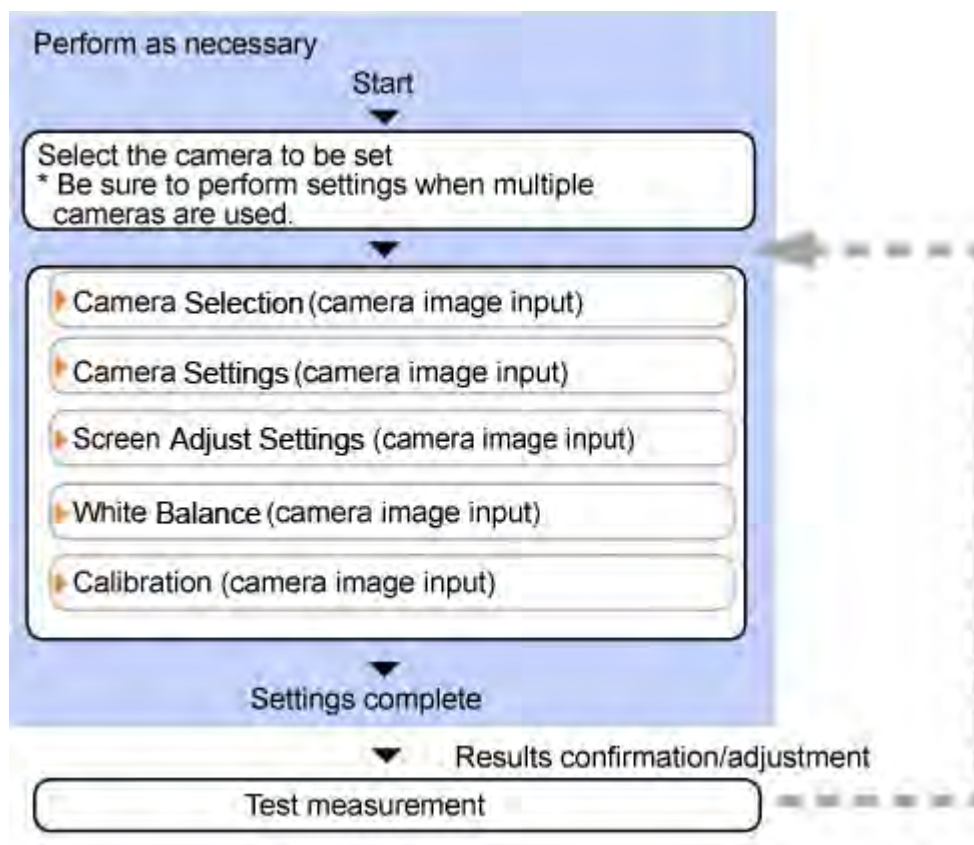 Perform as necessary
Start
Select the camera to be set
* Be sure to perform settings when multiple
cameras are used.
Camera Selection (camera image input)
Camera Settings (camera image input)
Screen Adjust Settings (camera image input)
White Balance (camera image input)
Calibration (camera image input)
Settings complete
Results confirmation/adjustment
Test measurement